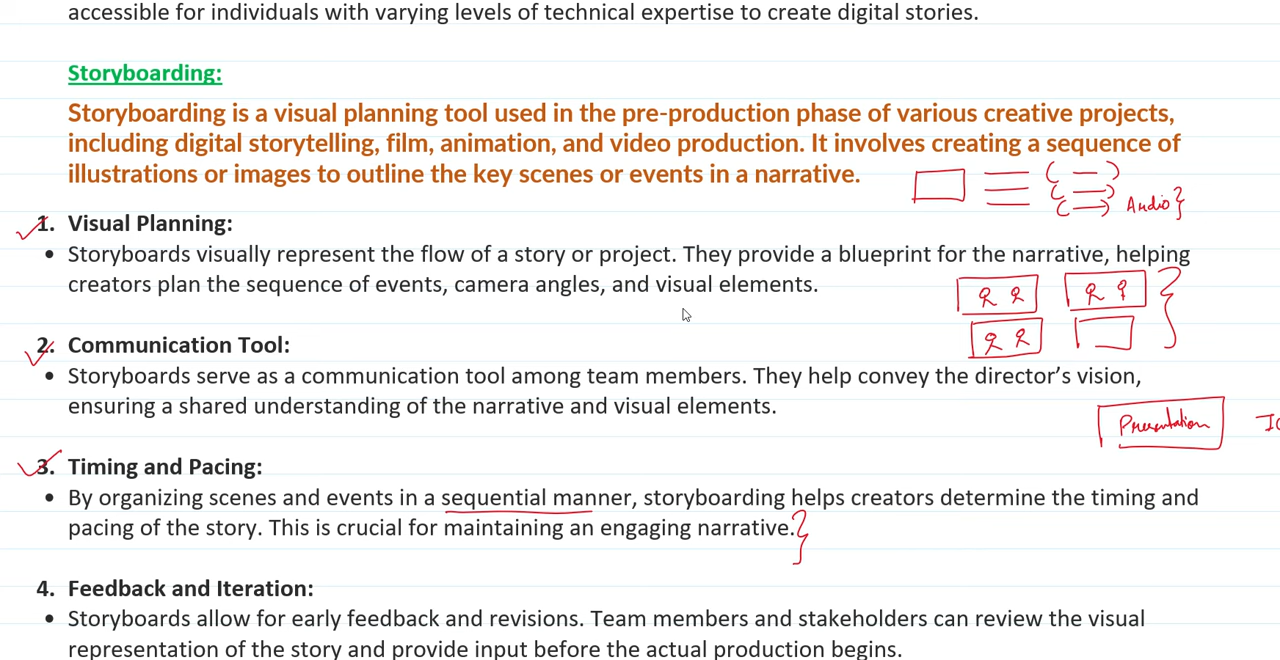 accessible for individuals with varying levels of technical expertise to create digital stories.
Storyboarding:
Storyboarding is a visual planning tool used in the pre-production phase of various creative projects,
including digital storytelling, film, animation, and video production. It involves creating a sequence of
illustrations or images to outline the key scenes or events in a narrative.
Audio
1. Visual Planning:
• Storyboards visually represent the flow of a story or project. They provide a blueprint for the narrative, helping
creators plan the sequence of events, camera angles, and visual elements.
2. Communication Tool:
• Storyboards serve as a communication tool among team members. They help convey the director’s vision,
ensuring a shared understanding of the narrative and visual elements.
Presentation
3. Timing and Pacing:
• By organizing scenes and events in a sequential manner, storyboarding helps creators determine the timing and
pacing of the story. This is crucial for maintaining an engaging narrative.
4. Feedback and Iteration:
• Storyboards allow for early feedback and revisions. Team members and stakeholders can review the visual
representation of the story and provide input before the actual production begins.